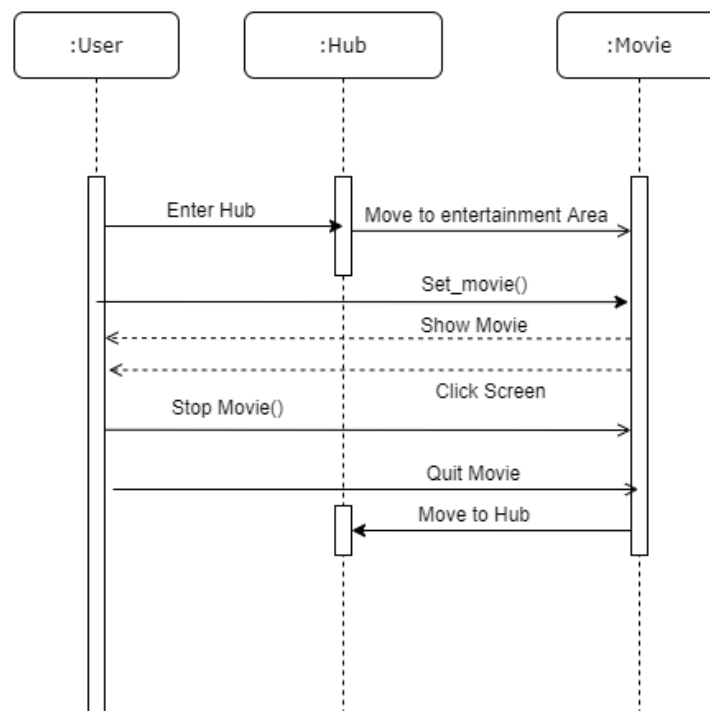 :User
:Hub
:Movie
Enter Hub
Move to entertainment Area
Set_movie()
Show Movie
Click Screen
Stop Movie()
Quit Movie
Move to Hub